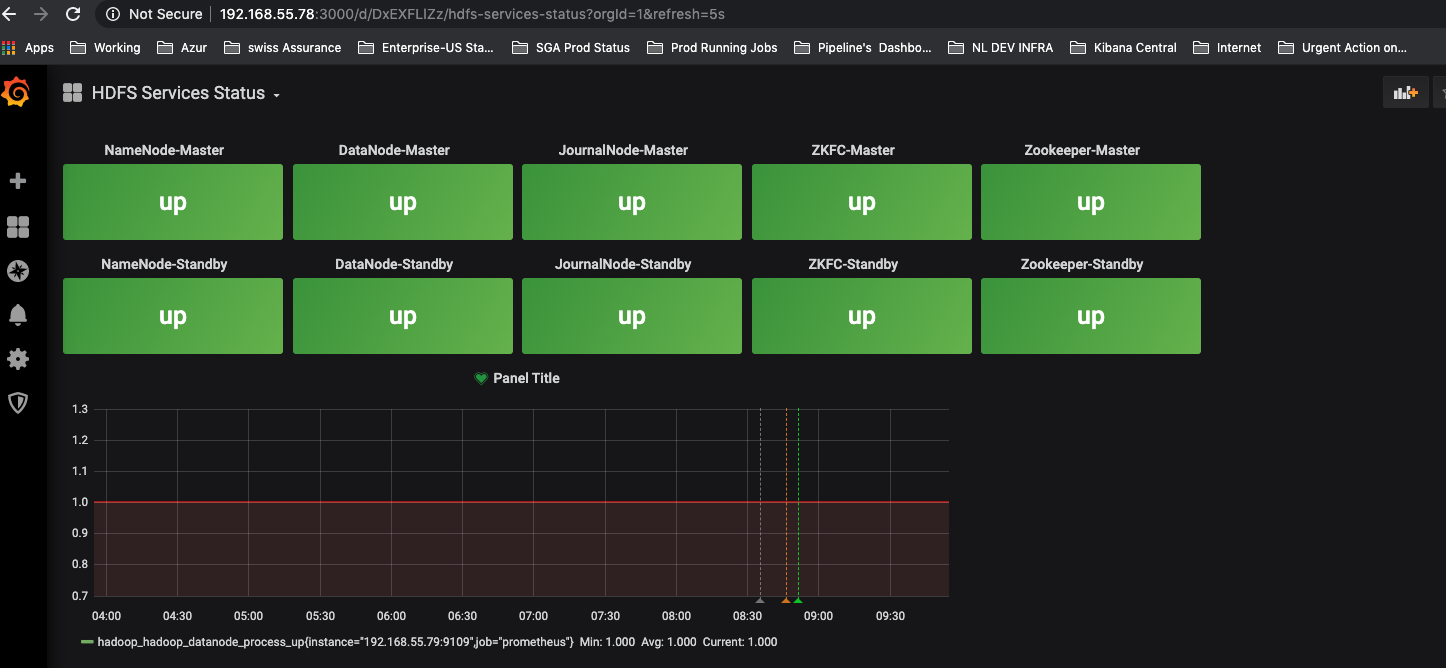 Not Secure 192.168.55.78:3000/d/DxEXFLlZz/hdfs-services-status?orgId=1&refresh=5s
Apps Working Azur swiss Assurance Enterprise-US Sta... SGA Prod Status Prod Running Jobs Pipeline's Dashbo... NL DEV INFRA Kibana Central Internet Urgent Action on...
HDFS Services Status
NameNode-Master DataNode-Master JournalNode-Master ZKFC-Master Zookeeper-Master
up up up up up
NameNode-Standby DataNode-Standby JournalNode-Standby ZKFC-Standby Zookeeper-Standby
up up up up up
Panel Title
1.3
1.2
1.1
1.0
0.9
0.8
0.7
04:00 04:30 05:00 05:30 06:00 06:30 07:00 07:30 08:00 08:30 09:00 09:30
hadoop_hadoop_datanode_process_up{instance="192.168.55.79:9109",job="prometheus"} Min: 1.000 Avg: 1.000 Current: 1.000